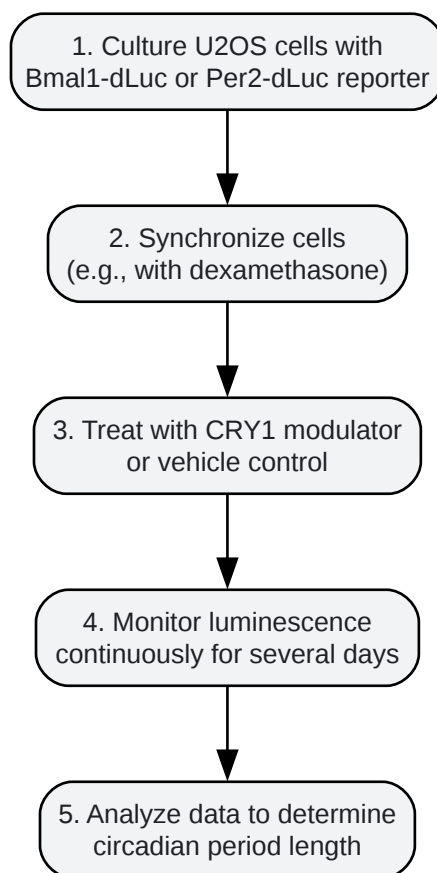 1. Culture U2OS cells with
Bmal1-dLuc or Per2-dLuc reporter
2. Synchronize cells
(e.g., with dexamethasone)
3. Treat with CRY1 modulator
or vehicle control
4. Monitor luminescence
continuously for several days
5. Analyze data to determine
circadian period length